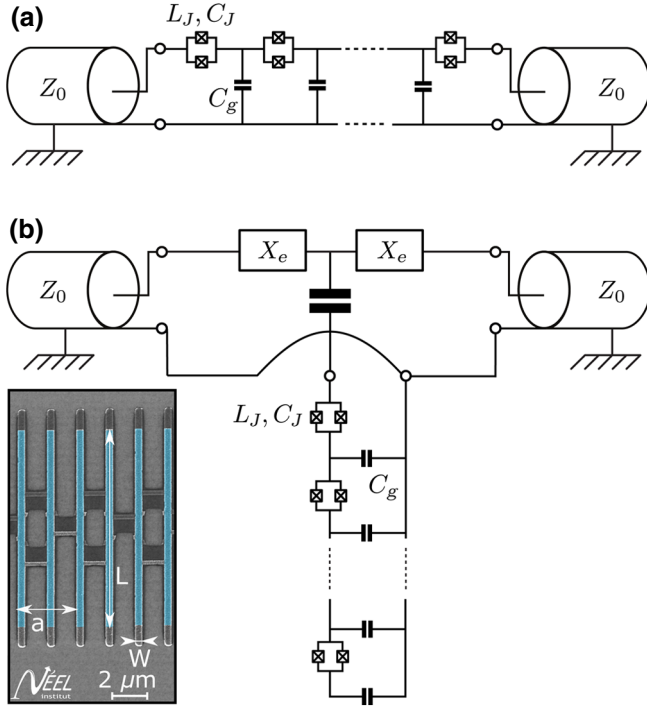 (a)
L_J, C_J
Z_0
C_g
Z_0
(b)
X_e
X_e
Z_0
Z_0
L_J, C_J
C_g
L
a
W
NÉEL
institut
2 μm